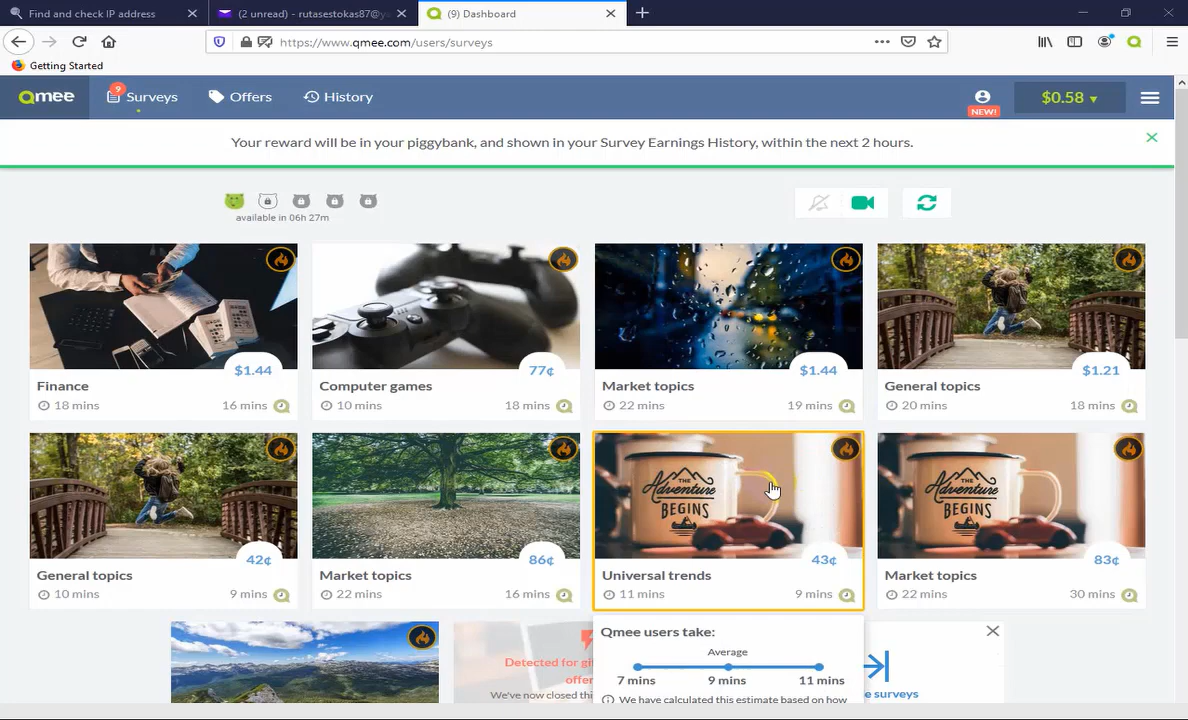 Find and check IP address
(2 unread) - rutasestokas87@y
(9) Dashboard
https://www.qmee.com/users/surveys
Getting Started
Qmee
9
Surveys
Offers
History
NEW!
$0.58
Your reward will be in your piggybank, and shown in your Survey Earnings History, within the next 2 hours.
available in 06h 27m
$1.44
Finance
18 mins
16 mins
77¢
Computer games
10 mins
18 mins
$1.44
Market topics
22 mins
19 mins
$1.21
General topics
20 mins
18 mins
42¢
General topics
10 mins
9 mins
86¢
Market topics
22 mins
16 mins
THE
Adventure
BEGINS
43¢
Universal trends
11 mins
9 mins
THE
Adventure
BEGINS
83¢
Market topics
22 mins
30 mins
Detected for
offer
We've now closed this
Qmee users take:
Average
7 mins
9 mins
11 mins
We have calculated this estimate based on how
surveys